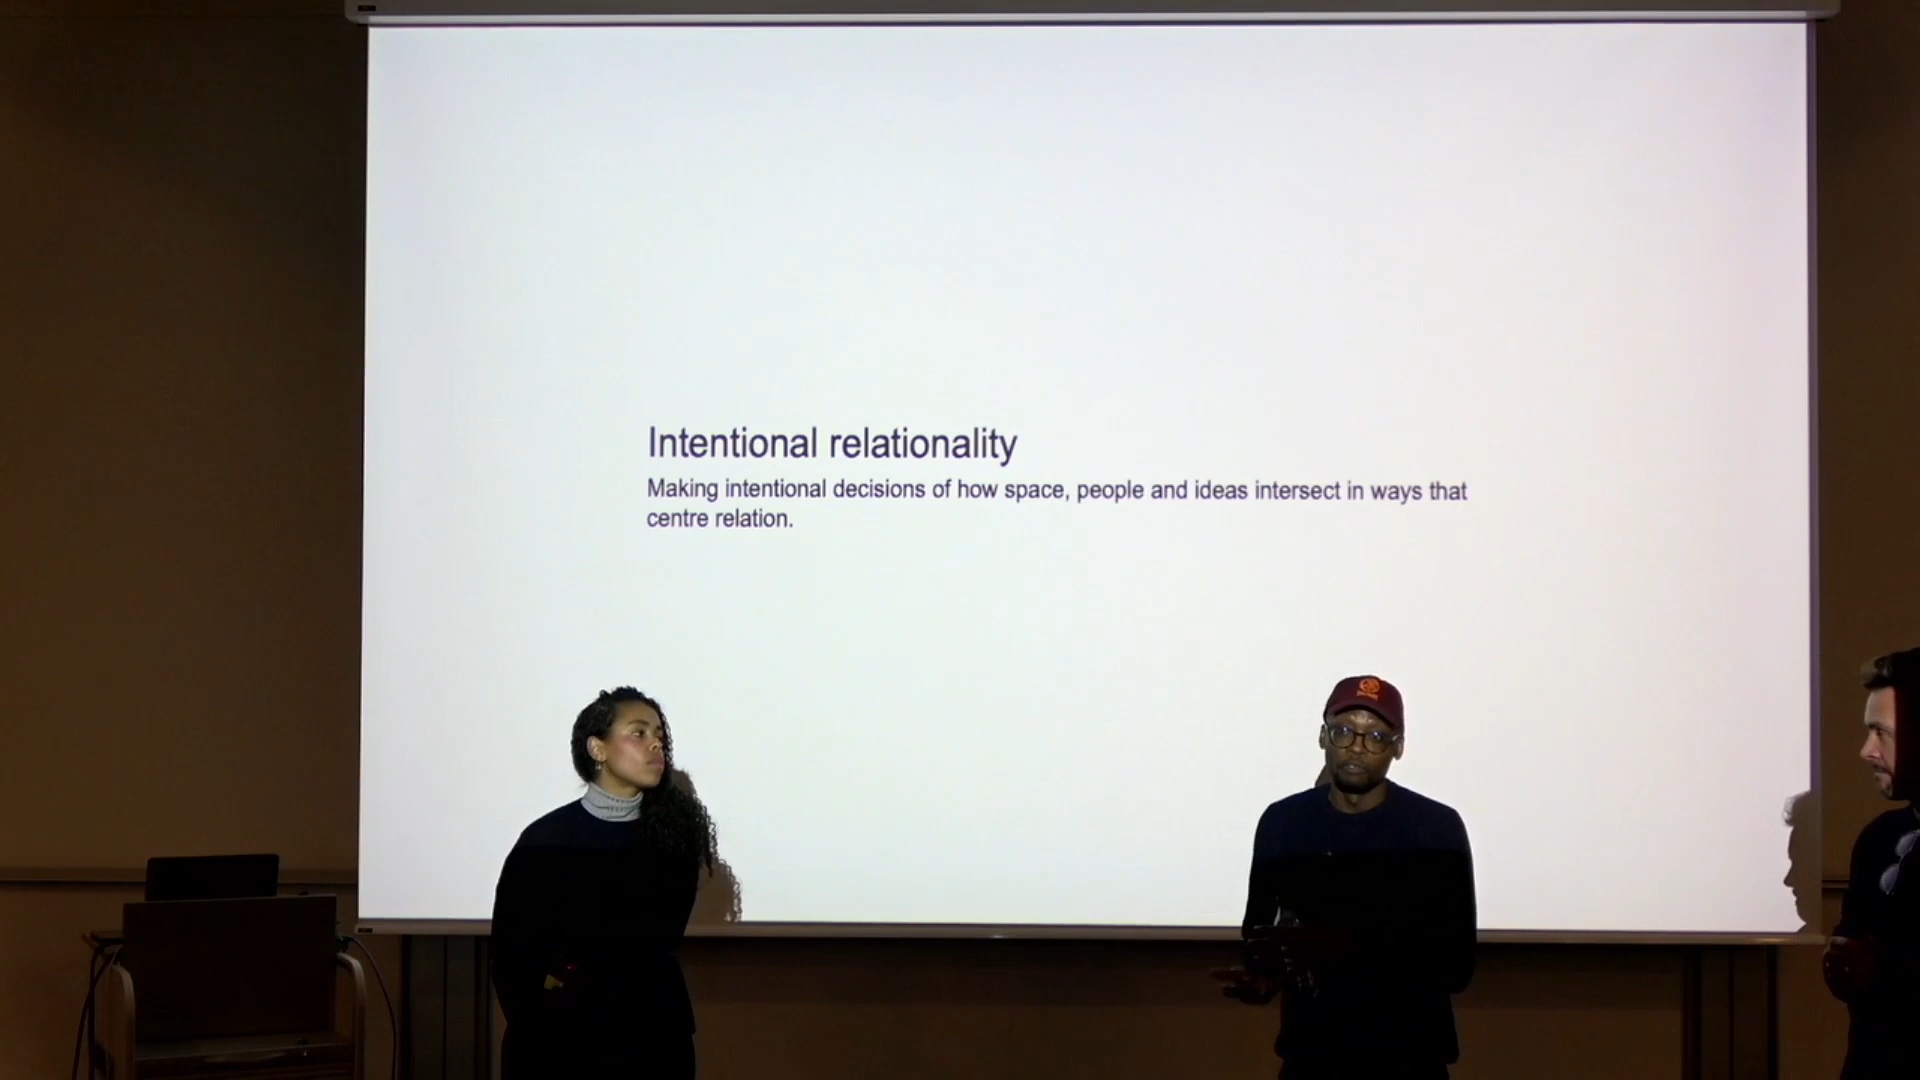 Intentional relationality
Making intentional decisions of how space, people and ideas intersect in ways that
centre relation.